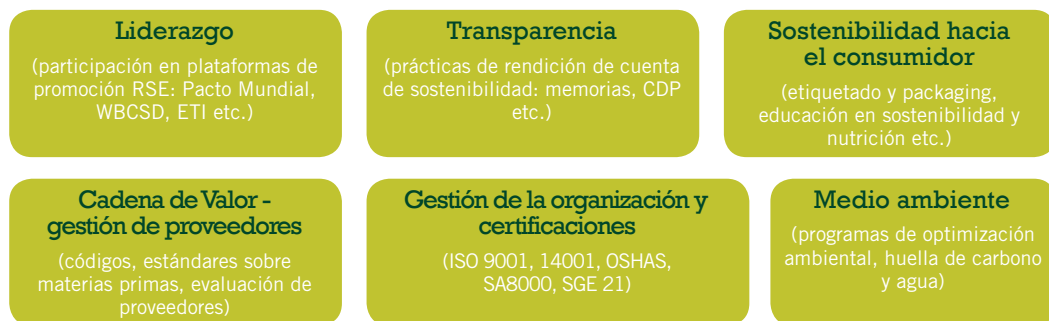 Liderazgo
(participación en plataformas de
promoción RSE: Pacto Mundial,
WBCSD, ETI etc.)
Transparencia
(prácticas de rendición de cuenta
de sostenibilidad: memorias, CDP
etc.)
Sostenibilidad hacia
el consumidor
(etiquetado y packaging,
educación en sostenibilidad y
nutrición etc.)
Cadena de Valor -
gestión de proveedores
(códigos, estándares sobre
materias primas, evaluación de
proveedores)
Gestión de la organización y
certificaciones
(ISO 9001, 14001, OSHAS,
SA8000, SGE 21)
Medio ambiente
(programas de optimización
ambiental, huella de carbono
y agua)